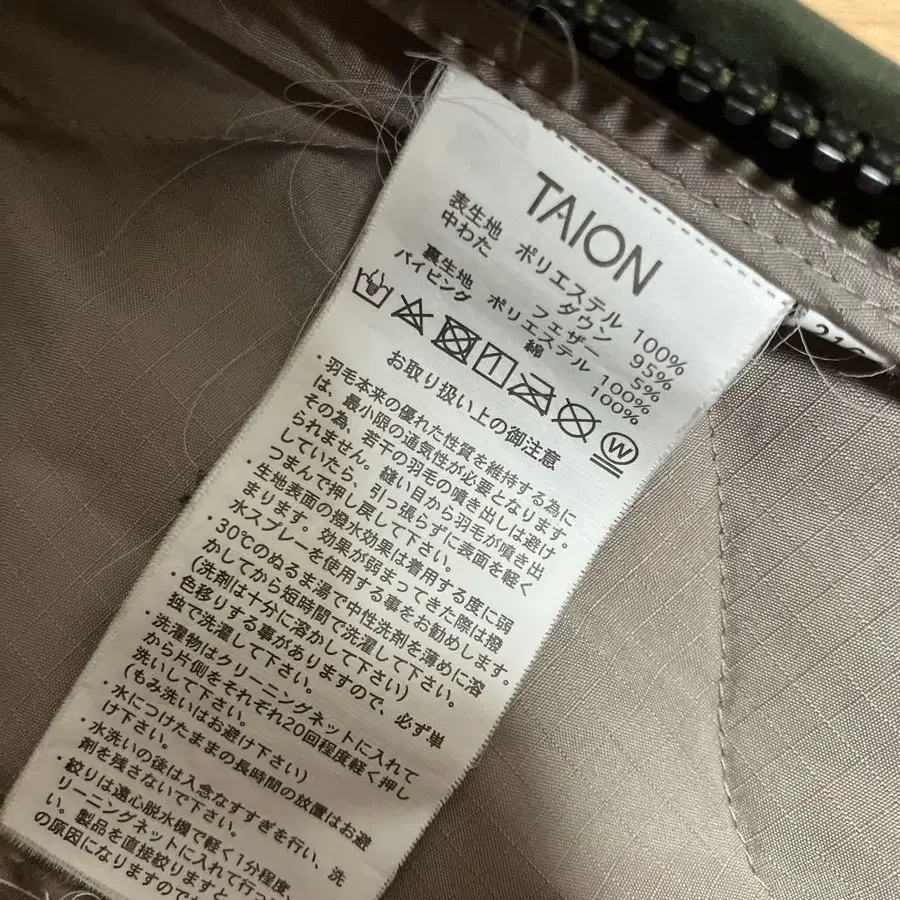 TAION
表生地 ポリエステル 100%
中わた ダウン 95%
フェザー 5%
裏生地 ポリエステル 100%
パイピング 綿 100%
W
お取り扱い上の御注意
・羽毛本来の優れた性質を維持する為に
は、最小限の通気性が必要となります。
その為、若干の羽毛の噴き出しは避け
られません。縫い目から羽毛が噴き出
していたら、引っ張らずに表面を軽く
つまんで押し戻して下さい。
・生地表面の撥水効果は着用する度に弱
まります。効果が弱まってきた際は撥
水スプレーを使用する事をお勧めします。
・30℃のぬるま湯で中性洗剤を薄めに溶
かしてから短時間で洗濯して下さい。
(洗剤は十分に溶かして下さい)
・色移りする事がありますので、必ず単
独で洗濯して下さい。
・洗濯物はクリーニングネットに入れて
から片側をそれぞれ20回程度軽く押し
洗いして下さい。
(もみ洗いはお避け下さい)
・水につけたままの長時間の放置はお避
け下さい。
・水洗いの後は入念なすすぎを行い、洗
剤を残さないで下さい。
・絞りは遠心脱水機で軽く1分程度、
リーニングネットに入れて行っ
い。製品を直接絞りますと
の原因になりますので